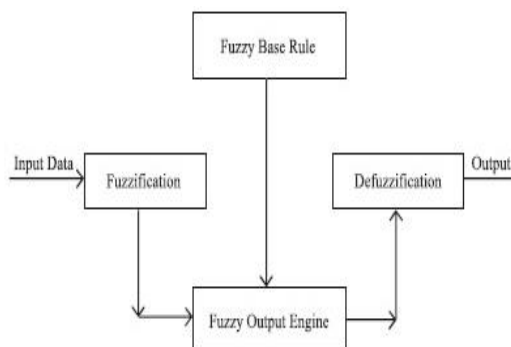 Fuzzy Base Rule
Input Data
Fuzzification
Defuzzification
Output
Fuzzy Output Engine